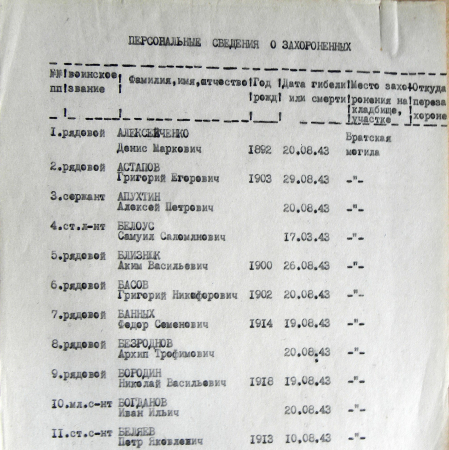 ПЕРСОНАЛЬНЫЕ СВЕДЕНИЯ О ЗАХОРОНЕННЫХ
№№!воинское ! Фамилия,имя,отчество!Год !Дата гибели!Место захо-!Откуда
пп!звание ! !рожд!или смерти!ронения на!переза
! ! ! ! !кладбище,!хороне
участке
1.рядовой АЛЕКСЕЙЧЕНКО Братская
Денис Маркович 1892 20.08.43 могила
2.рядовой АСТАПОВ
Григорий Егорович 1903 29.08.43 -"-
3.сержант АПУХТИН
Алексей Петрович 20.08.43 -"-
4.ст.л-нт БЕЛОУС
Самуил Саломлнович 17.03.43 -"-
5.рядовой БЛИЗНЮК
Аким Васильевич 1900 26.08.43 -"-
6.рядовой БАСОВ
Григорий Никофорович 1902 20.08.43 -"-
7.рядовой БАННЫХ
Федор Семенович 1914 19.08.43 -"-
8.рядовой БЕЗРОДНОВ
Архип Трофимович 20.08.43 -"-
9.рядовой БОРОДИН
Николай Васильевич 1918 19.08.43 -"-
10.мл.с-нт БОГДАНОВ
Иван Ильич 20.08.43 -"-
11.ст.с-нт БЕЛЯЕВ
Петр Яковлевич 1913 10.08.43 -"-